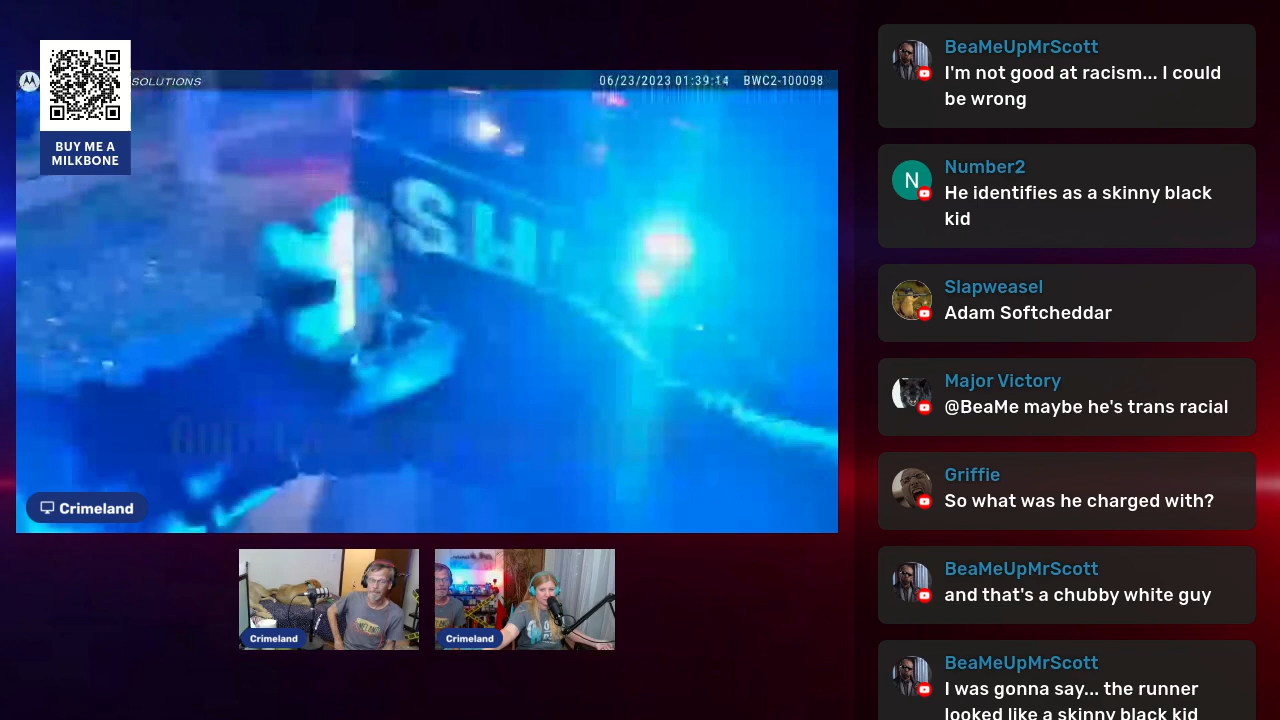 BUY ME A
MILKBONE
SOLUTIONS
06/23/2023 01:39:14 BWC2-100098
SH
Crimeland
Crimeland
Crimeland
BeaMeUpMrScott
I'm not good at racism... I could
be wrong
N
Number2
He identifies as a skinny black
kid
Slapweasel
Adam Softcheddar
Major Victory
@BeaMe maybe he's trans racial
Griffie
So what was he charged with?
BeaMeUpMrScott
and that's a chubby white guy
BeaMeUpMrScott
I was gonna say... the runner
looked like a skinny black kid